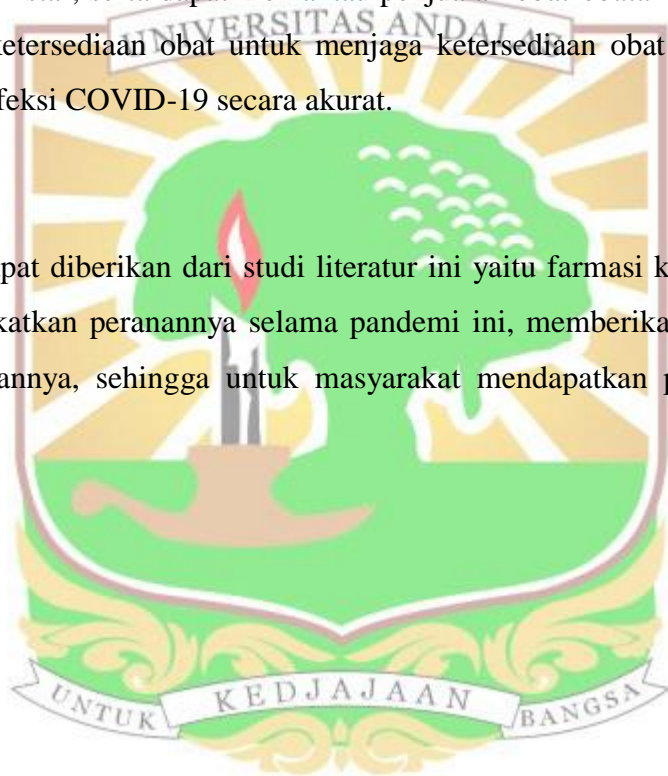 UNIVERSITAS ANDALAS
ketersediaan obat untuk menjaga ketersediaan obat
feksi COVID-19 secara akurat.
pat diberikan dari studi literatur ini yaitu farmasi k
katkan peranannya selama pandemi ini, memberika
annya, sehingga untuk masyarakat mendapatkan p
UNTUK KEDJAJAAN BANGSA